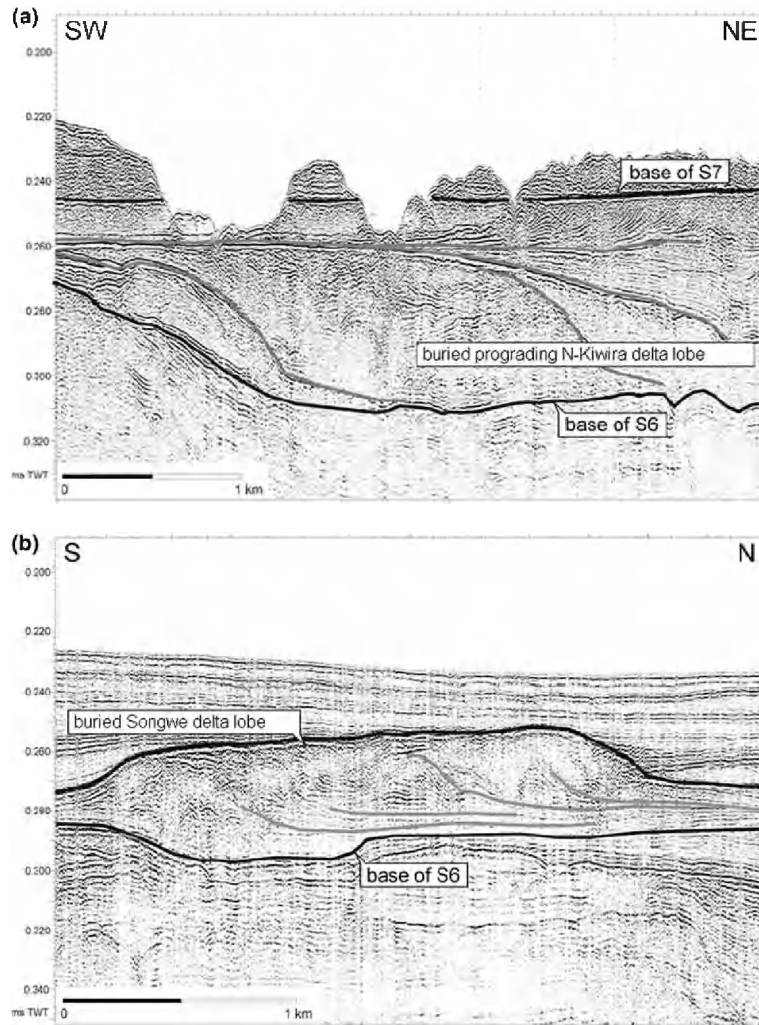 (a)
SW
NE
0.200
0.220
0.240
0.260
0.280
0.300
0.320
ms TWT
base of S7
buried prograding N-Kiwira delta lobe
base of S6
0
1 km
(b)
S
N
0.200
0.220
0.240
0.260
0.280
0.300
0.320
0.340
ms TWT
buried Songwe delta lobe
base of S6
0
1 km